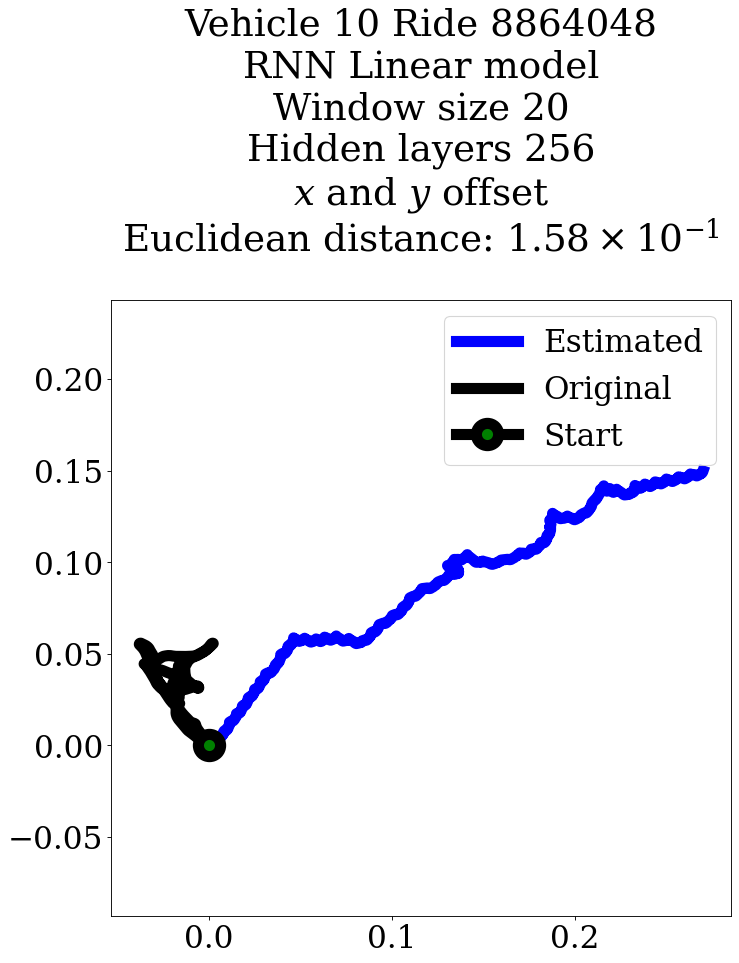 Vehicle 10 Ride 8864048
RNN Linear model
Window size 20
Hidden layers 256
x and y offset
Euclidean distance: 1.58 × 10⁻¹
Estimated
Original
Start
0.20
0.15
0.10
0.05
0.00
−0.05
0.0 0.1 0.2